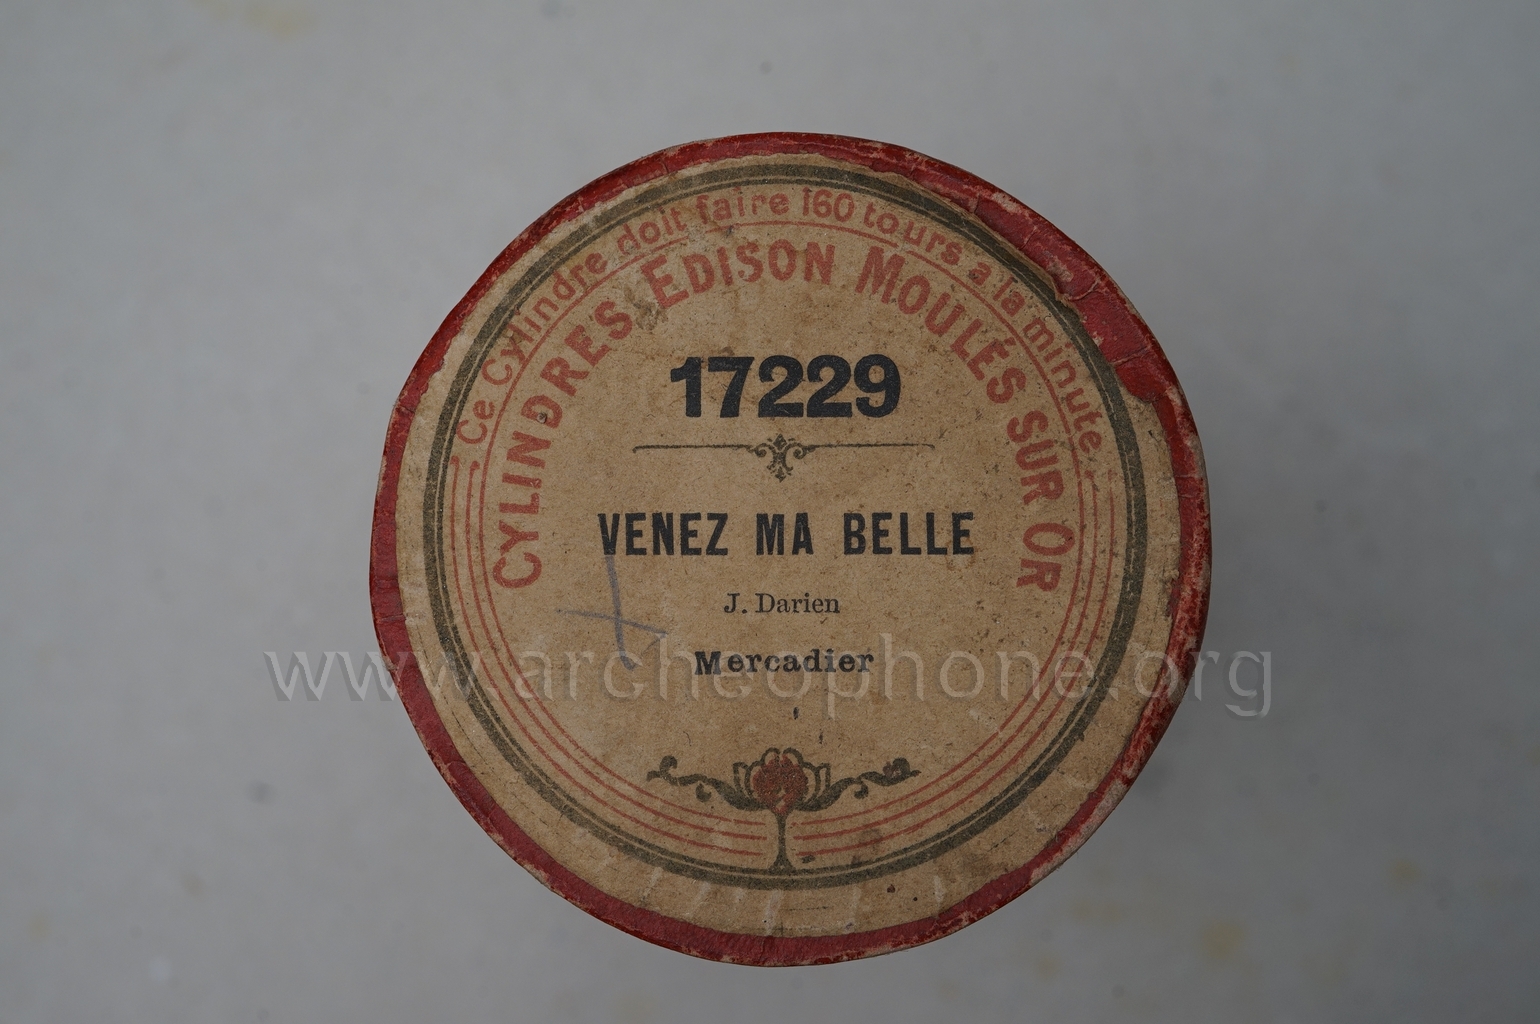 Ce Cylindre doit faire 160 tours à la minute.
CYLINDRES EDISON MOULÉS SUR OR
17229
VENEZ MA BELLE
J. Darien
Mercadier
www.archeophone.org